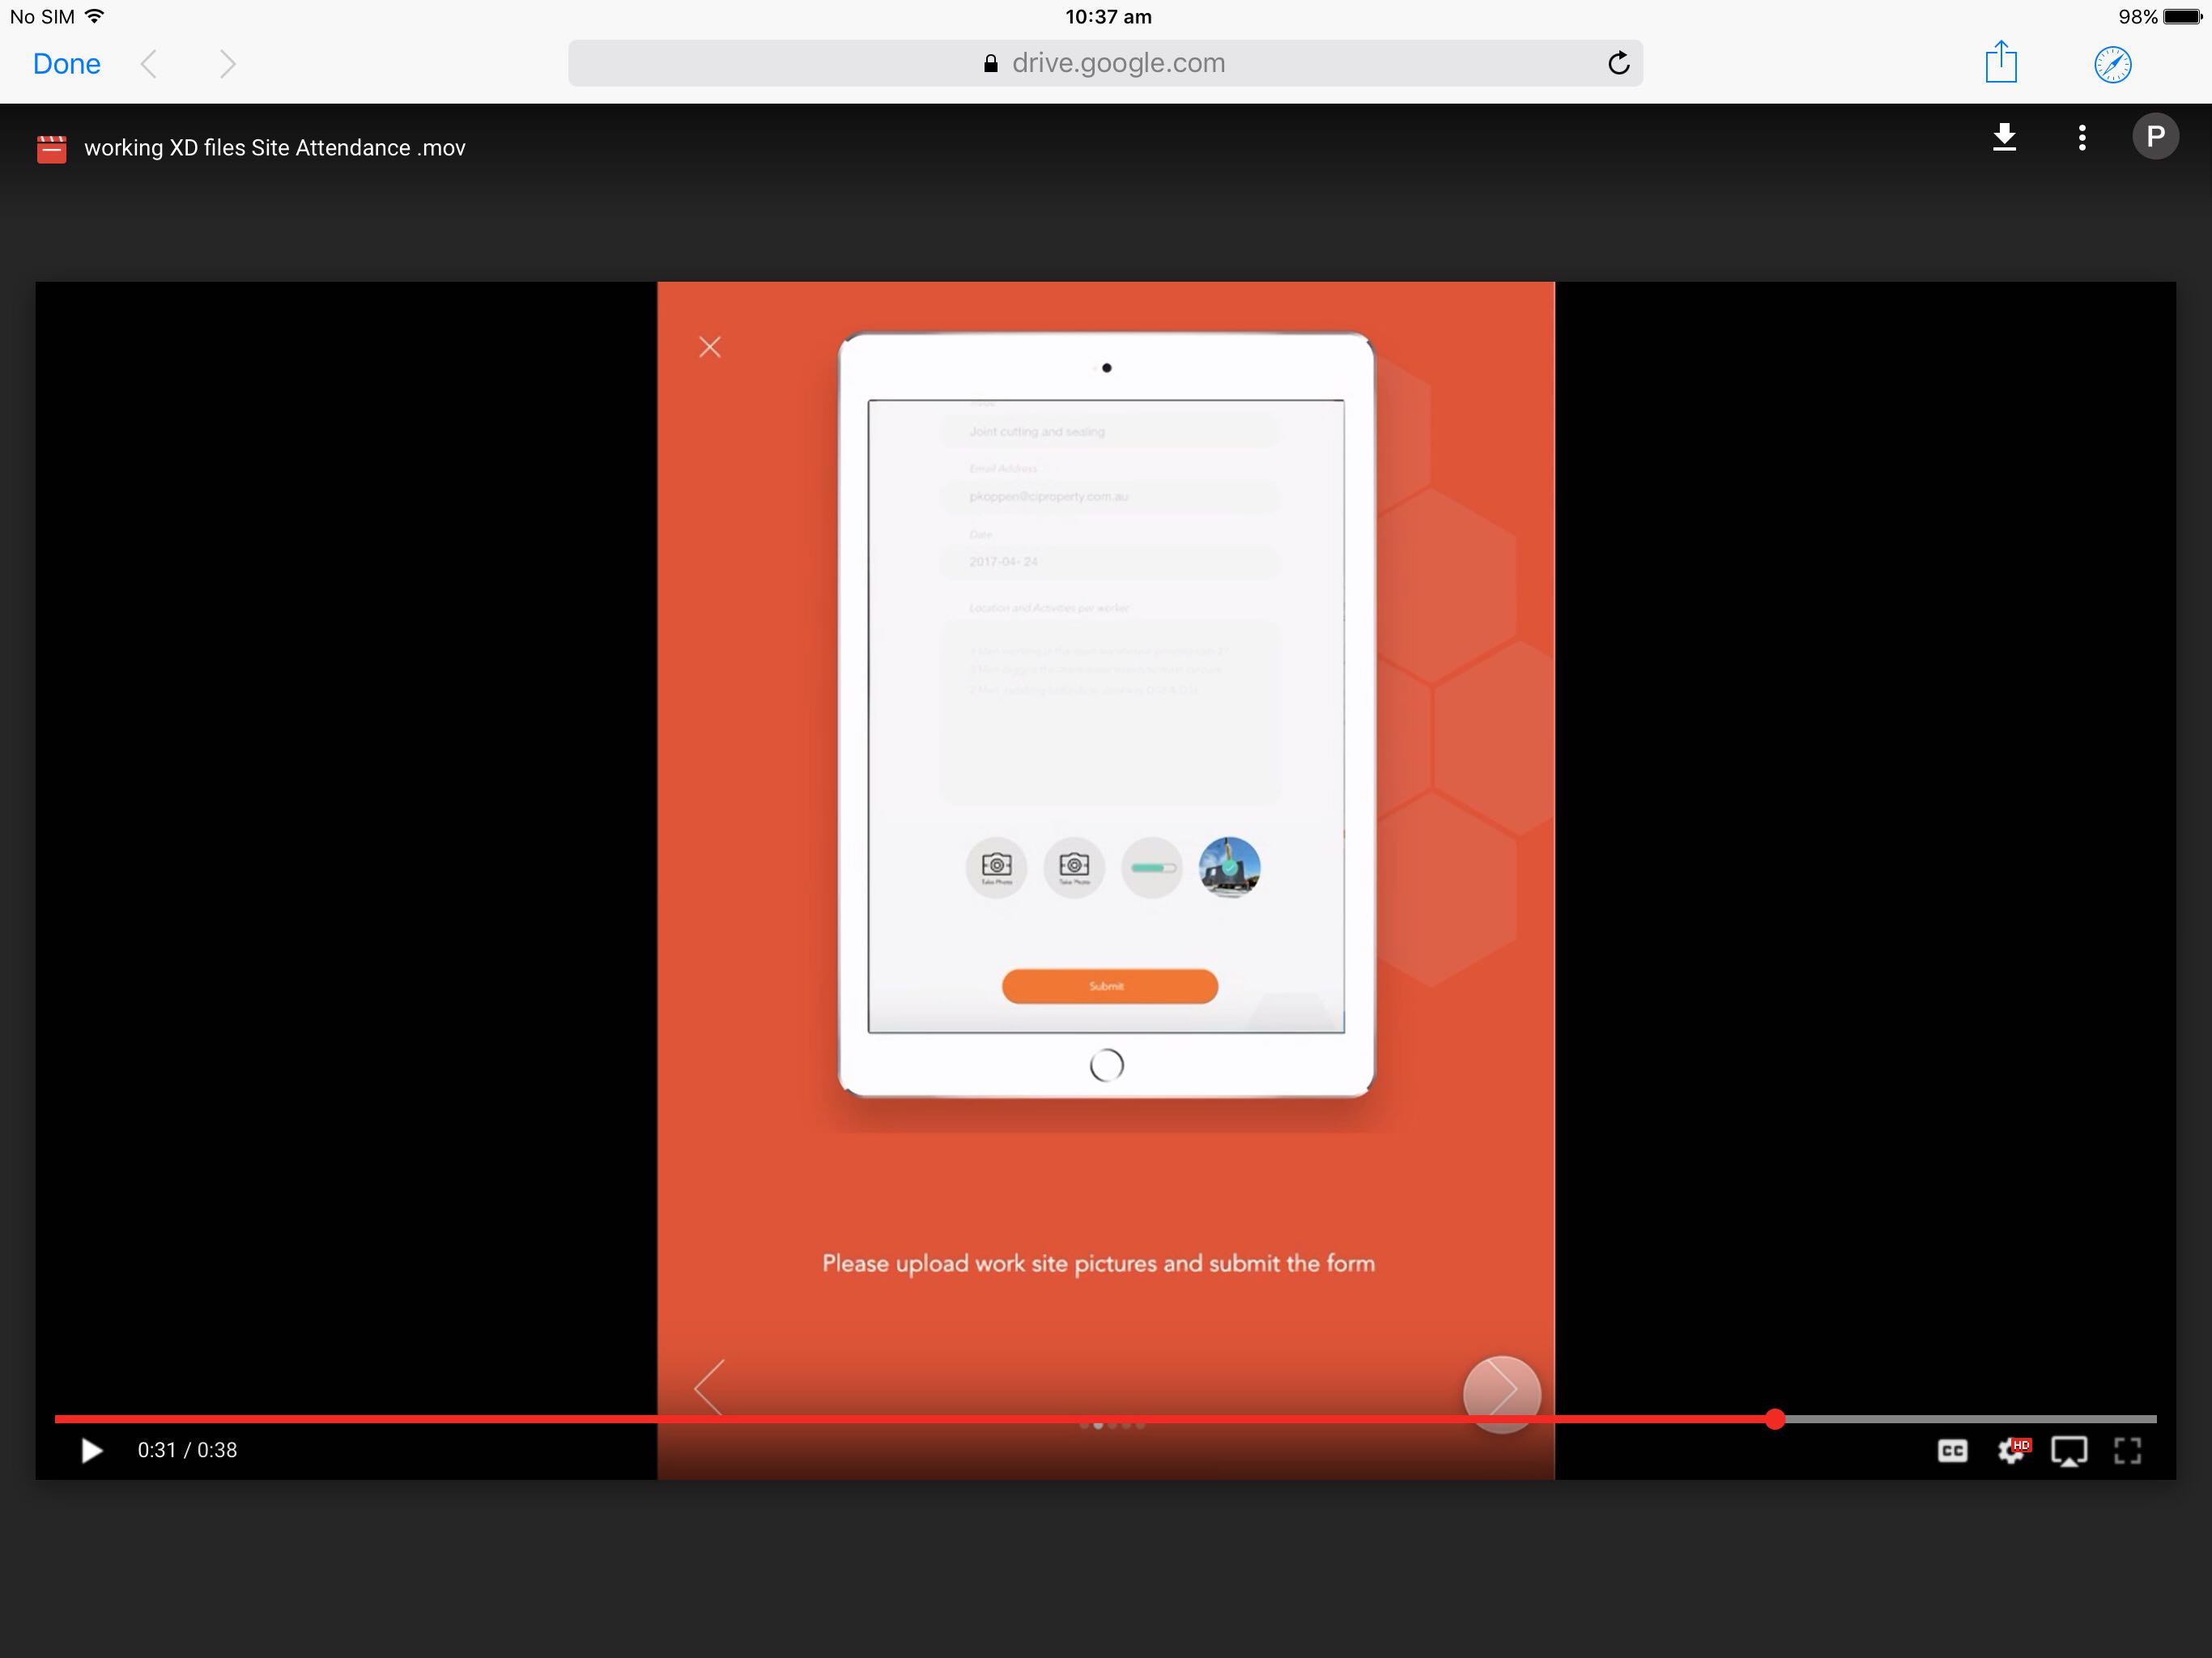 No SIM
10:37 am
98%
Done
drive.google.com
working XD files Site Attendance .mov
P
Joint cutting and sealing
Email Address
pkoppen@ciproperty.com.au
Date
2017-04- 24
Location and Activities per worker
Take Photo
Take Photo
Submit
Please upload work site pictures and submit the form
0:31 / 0:38
CC
HD